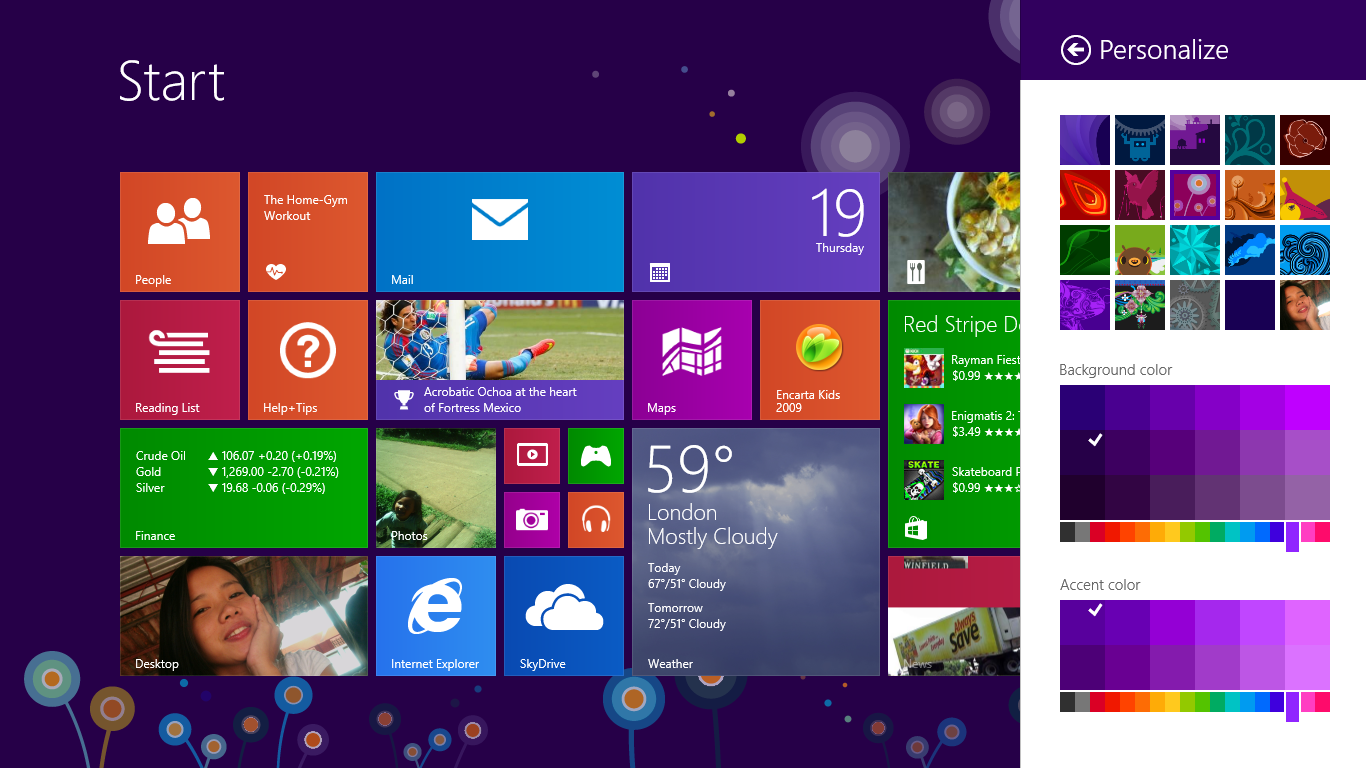 Start
Personalize
People
The Home-Gym
Workout
Mail
19
Thursday
Reading List
Help+Tips
Acrobatic Ochoa at the heart
of Fortress Mexico
Maps
Encarta Kids
2009
Red Stripe De
Rayman Fiest
$0.99 ★★★★
Enigmatis 2: T
$3.49 ★★★★
SKATE
Skateboard P
$0.99 ★★★☆
Crude Oil ▲ 106.07 +0.20 (+0.19%)
Gold ▼ 1,269.00 -2.70 (-0.21%)
Silver ▼ 19.68 -0.06 (-0.29%)
Finance
Photos
59°
London
Mostly Cloudy
Today
67°/51° Cloudy
Tomorrow
72°/51° Cloudy
Weather
Desktop
Internet Explorer
SkyDrive
WINFIELD
Always
Save
News
Background color
Accent color